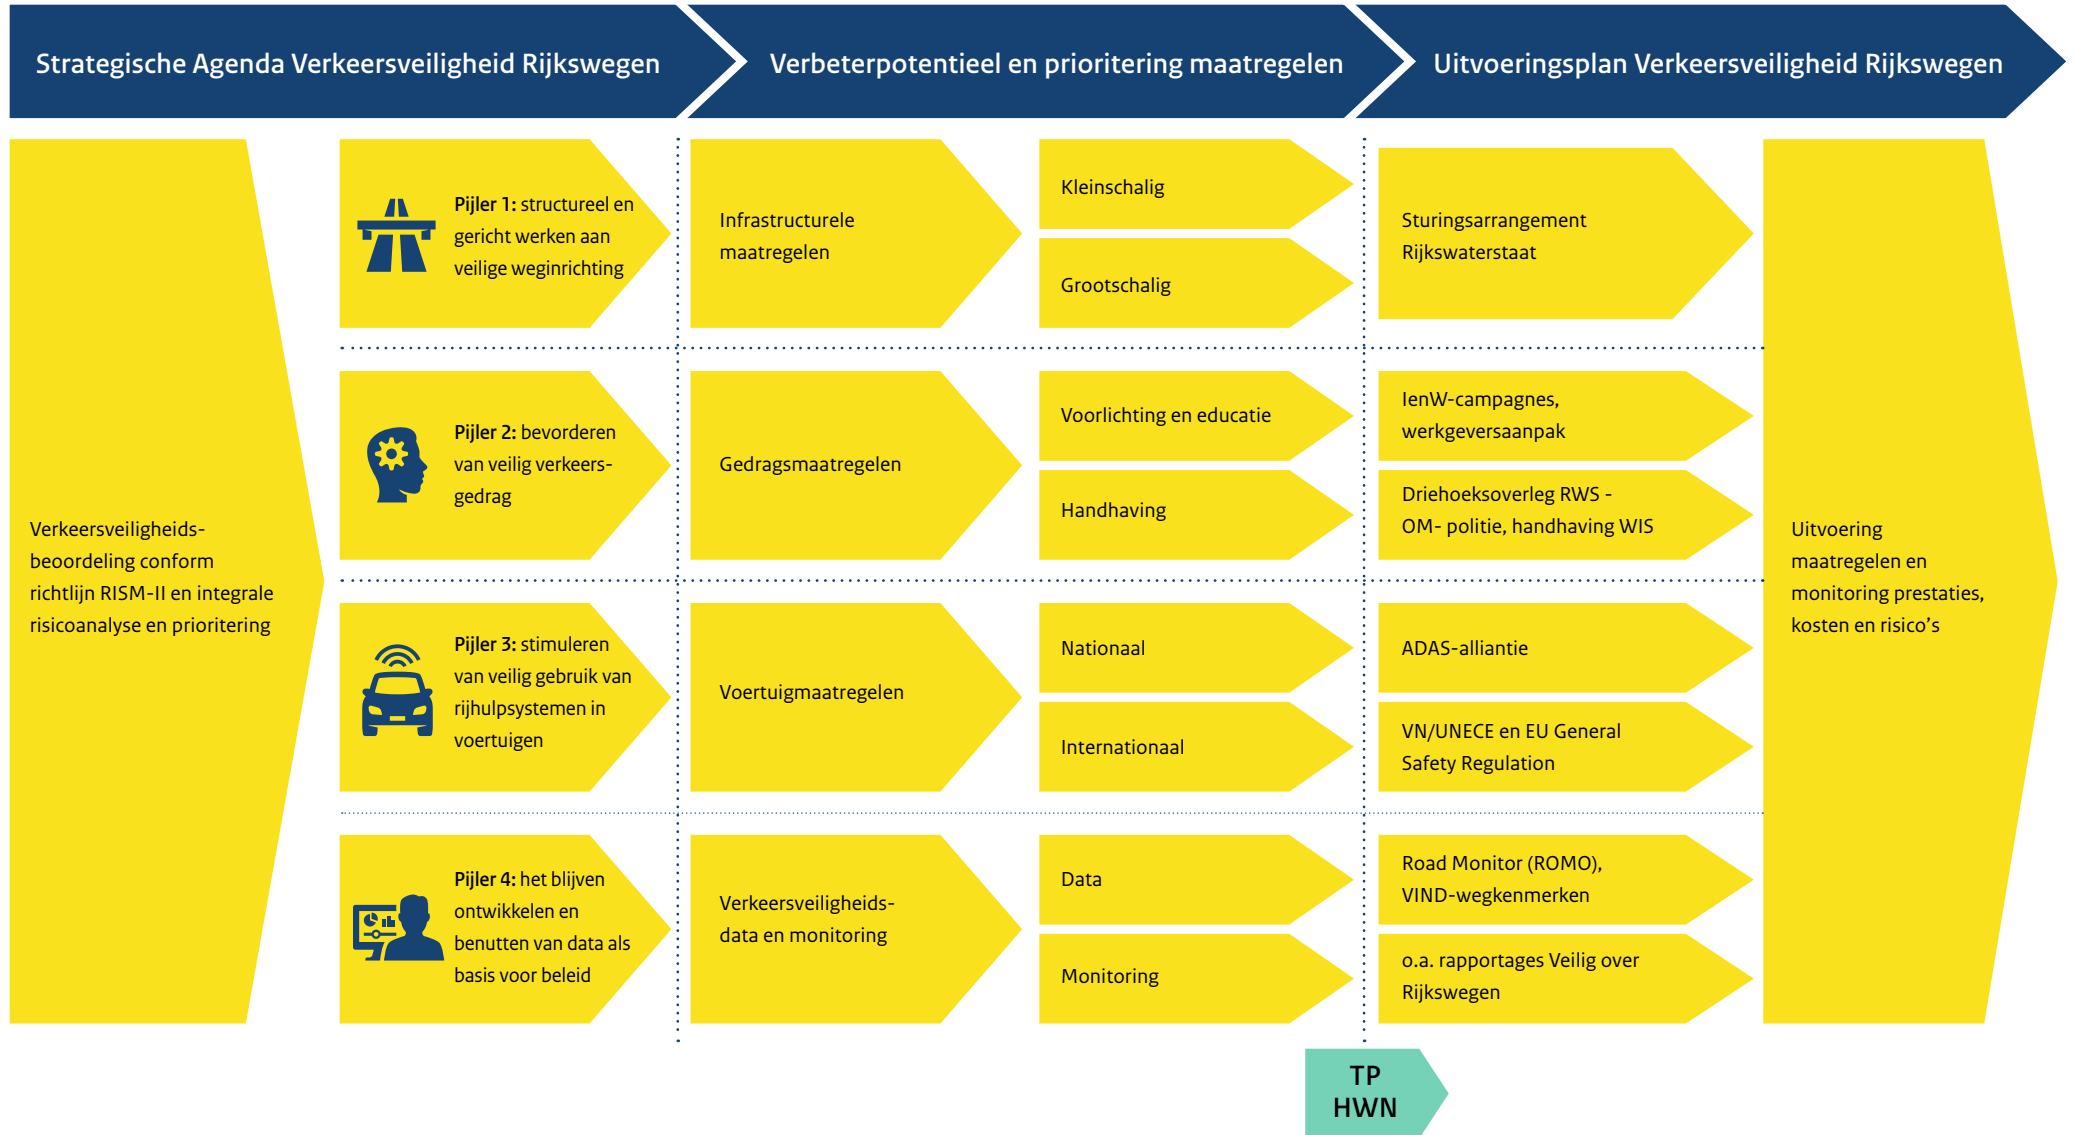 Strategische Agenda Verkeersveiligheid Rijkswegen
Verbeterpotentieel en prioritering maatregelen
Uitvoeringsplan Verkeersveiligheid Rijkswegen
Verkeersveiligheids-
beoordeling conform
richtlijn RISM-II en integrale
risicoanalyse en prioritering
Pijler 1: structureel en
gericht werken aan
veilige weginrichting
Infrastructurele
maatregelen
Kleinschalig
Grootschalig
Sturingsarrangement
Rijkswaterstaat
Pijler 2: bevorderen
van veilig verkeers-
gedrag
Gedragsmaatregelen
Voorlichting en educatie
Handhaving
IenW-campagnes,
werkgeversaanpak
Driehoeksoverleg RWS -
OM- politie, handhaving WIS
Pijler 3: stimuleren
van veilig gebruik van
rijhulpsystemen in
voertuigen
Voertuigmaatregelen
Nationaal
Internationaal
ADAS-alliantie
VN/UNECE en EU General
Safety Regulation
Pijler 4: het blijven
ontwikkelen en
benutten van data als
basis voor beleid
Verkeersveiligheids-
data en monitoring
Data
Monitoring
Road Monitor (ROMO),
VIND-wegkenmerken
o.a. rapportages Veilig over
Rijkswegen
Uitvoering
maatregelen en
monitoring prestaties,
kosten en risico's
TP
HWN